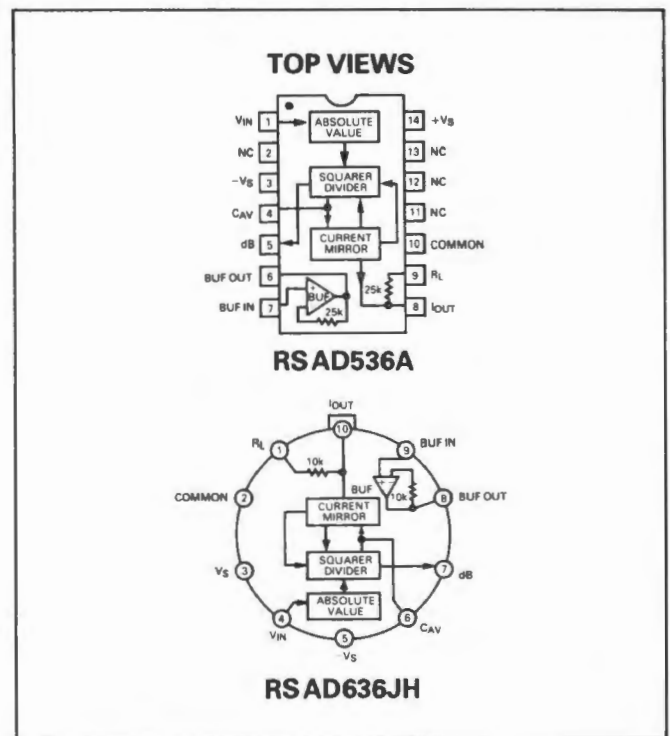 TOP VIEWS
VIN 1 ABSOLUTE VALUE 14 +VS
NC 2 13 NC
-VS 3 SQUARER DIVIDER 12 NC
CAV 4 11 NC
dB 5 CURRENT MIRROR 10 COMMON
BUF OUT 6 9 RL
BUF IN 7 + BUF - 25k 25k 8 IOUT
RS AD536A
IOUT
10
RL 1 9 BUF IN
10k
COMMON 2 BUF + - 10k 8 BUF OUT
CURRENT MIRROR
VS 3 SQUARER DIVIDER 7 dB
ABSOLUTE VALUE
VIN 4 6 CAV
5
-VS
RS AD636JH